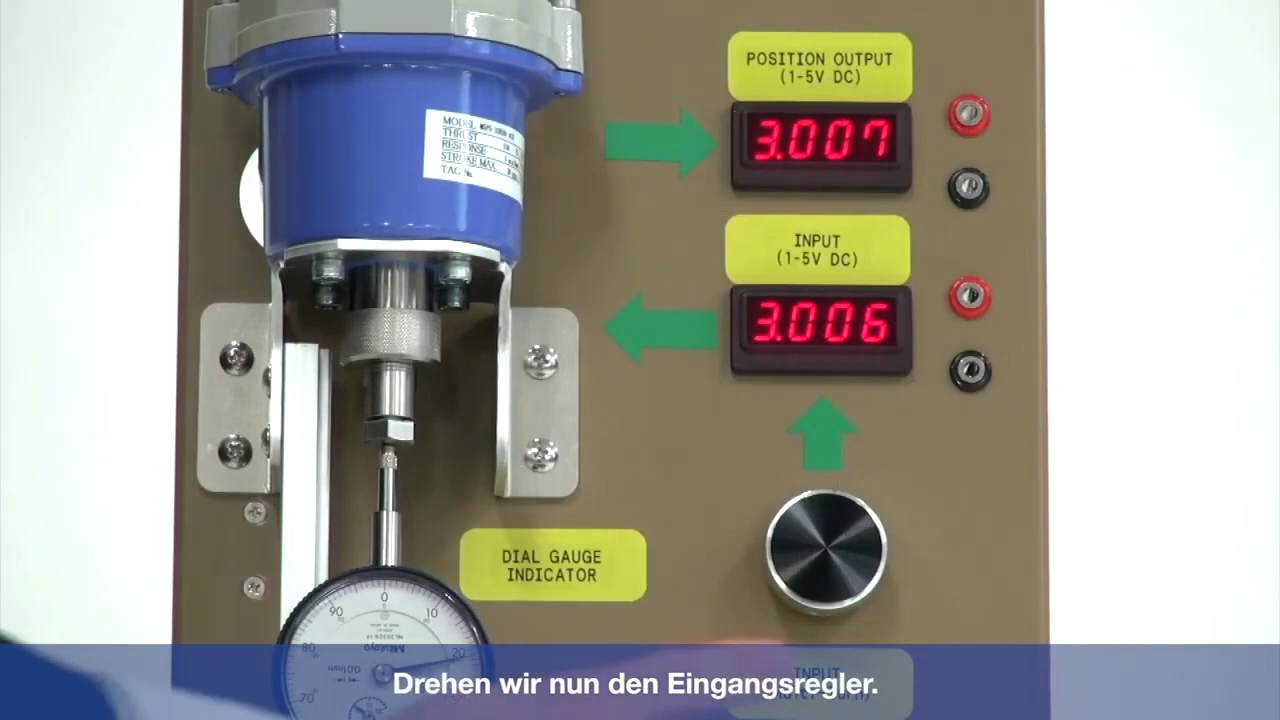 POSITION OUTPUT
(1-5V DC)
3.007
MODEL
THRUST
RESPONSE
STROKE MAX.
TAG No.
INPUT
(1-5V DC)
3.006
DIAL GAUGE
INDICATOR
0
90
10
80
20
70
0.01mm
Mitutoyo
INPUT
Drehen wir nun den Eingangsregler.